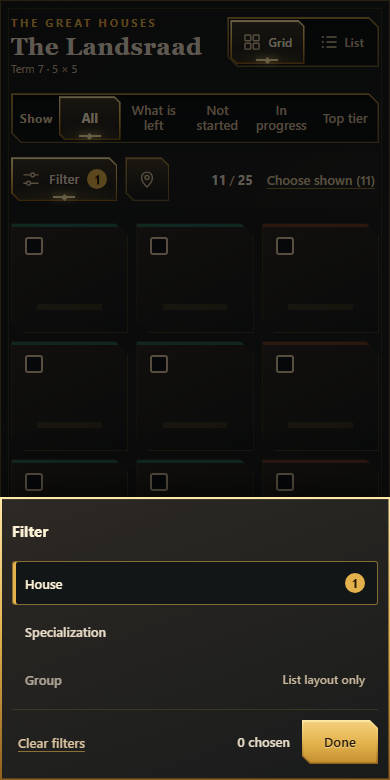 THE GREAT HOUSES
The Landsraad
Term 7 · 5 × 5
Grid
List
Show
All
What is left
Not started
In progress
Top tier
Filter 1
11 / 25
Choose shown (11)
Filter
House 1
Specialization
Group List layout only
Clear filters
0 chosen
Done